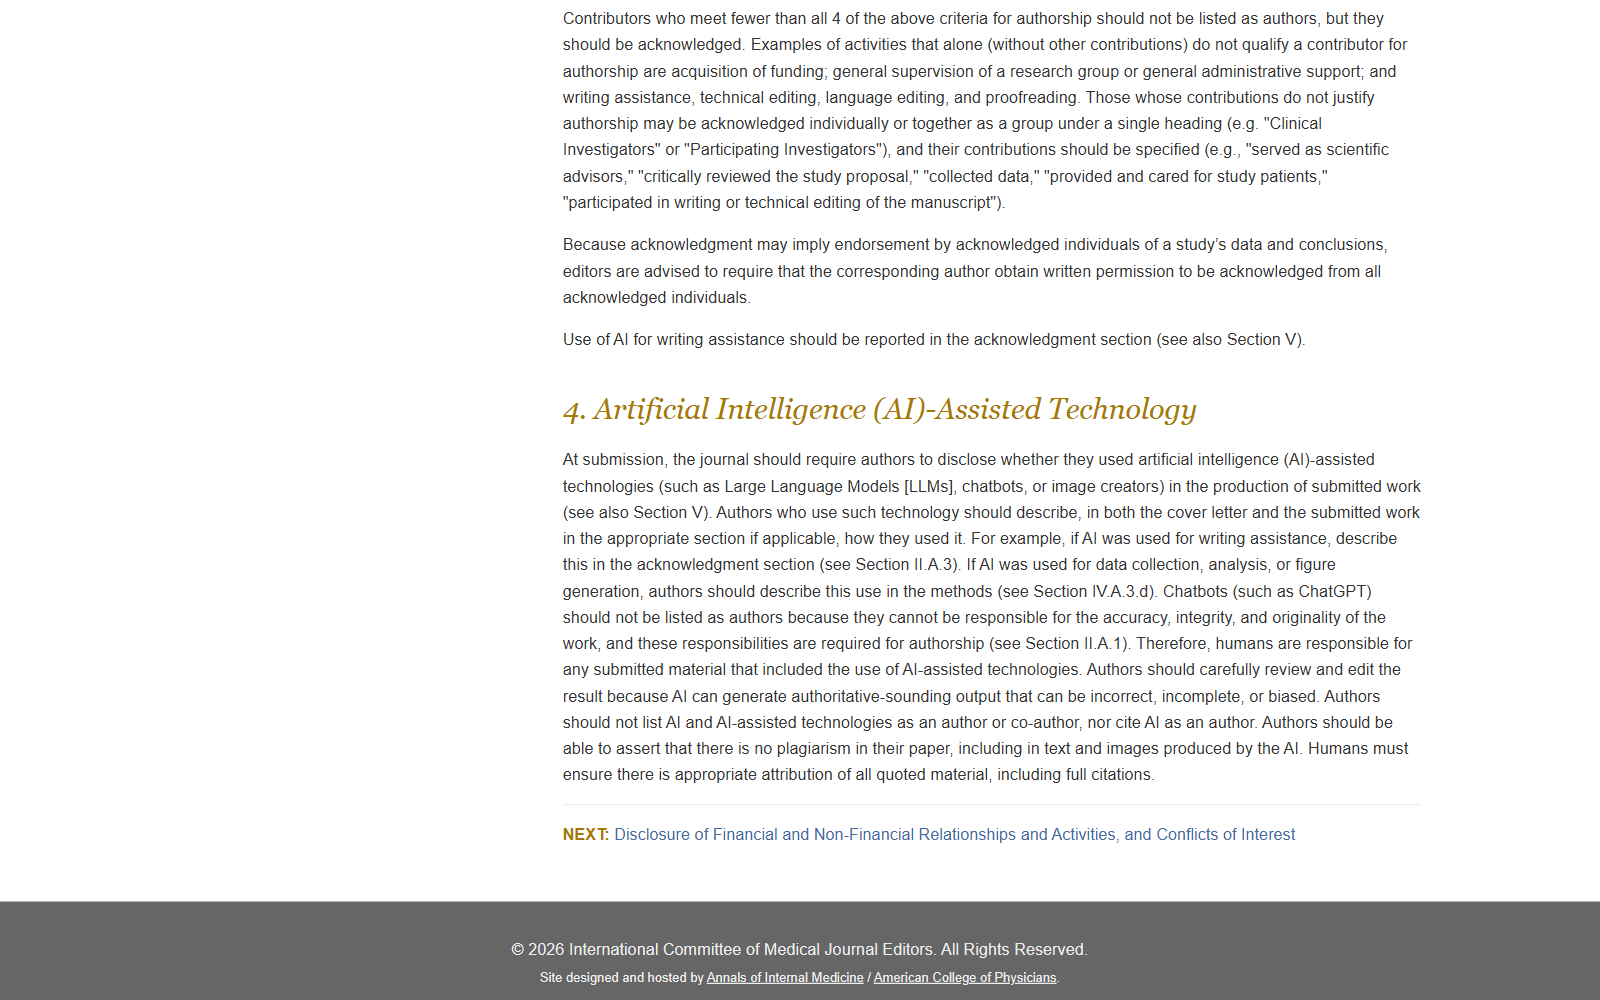 Contributors who meet fewer than all 4 of the above criteria for authorship should not be listed as authors, but they
should be acknowledged. Examples of activities that alone (without other contributions) do not qualify a contributor for
authorship are acquisition of funding; general supervision of a research group or general administrative support; and
writing assistance, technical editing, language editing, and proofreading. Those whose contributions do not justify
authorship may be acknowledged individually or together as a group under a single heading (e.g. "Clinical
Investigators" or "Participating Investigators"), and their contributions should be specified (e.g., "served as scientific
advisors," "critically reviewed the study proposal," "collected data," "provided and cared for study patients,"
"participated in writing or technical editing of the manuscript").
Because acknowledgment may imply endorsement by acknowledged individuals of a study’s data and conclusions,
editors are advised to require that the corresponding author obtain written permission to be acknowledged from all
acknowledged individuals.
Use of AI for writing assistance should be reported in the acknowledgment section (see also Section V).
4. Artificial Intelligence (AI)-Assisted Technology
At submission, the journal should require authors to disclose whether they used artificial intelligence (AI)-assisted
technologies (such as Large Language Models [LLMs], chatbots, or image creators) in the production of submitted work
(see also Section V). Authors who use such technology should describe, in both the cover letter and the submitted work
in the appropriate section if applicable, how they used it. For example, if AI was used for writing assistance, describe
this in the acknowledgment section (see Section II.A.3). If AI was used for data collection, analysis, or figure
generation, authors should describe this use in the methods (see Section IV.A.3.d). Chatbots (such as ChatGPT)
should not be listed as authors because they cannot be responsible for the accuracy, integrity, and originality of the
work, and these responsibilities are required for authorship (see Section II.A.1). Therefore, humans are responsible for
any submitted material that included the use of AI-assisted technologies. Authors should carefully review and edit the
result because AI can generate authoritative-sounding output that can be incorrect, incomplete, or biased. Authors
should not list AI and AI-assisted technologies as an author or co-author, nor cite AI as an author. Authors should be
able to assert that there is no plagiarism in their paper, including in text and images produced by the AI. Humans must
ensure there is appropriate attribution of all quoted material, including full citations.
NEXT: Disclosure of Financial and Non-Financial Relationships and Activities, and Conflicts of Interest
© 2026 International Committee of Medical Journal Editors. All Rights Reserved.
Site designed and hosted by Annals of Internal Medicine / American College of Physicians.